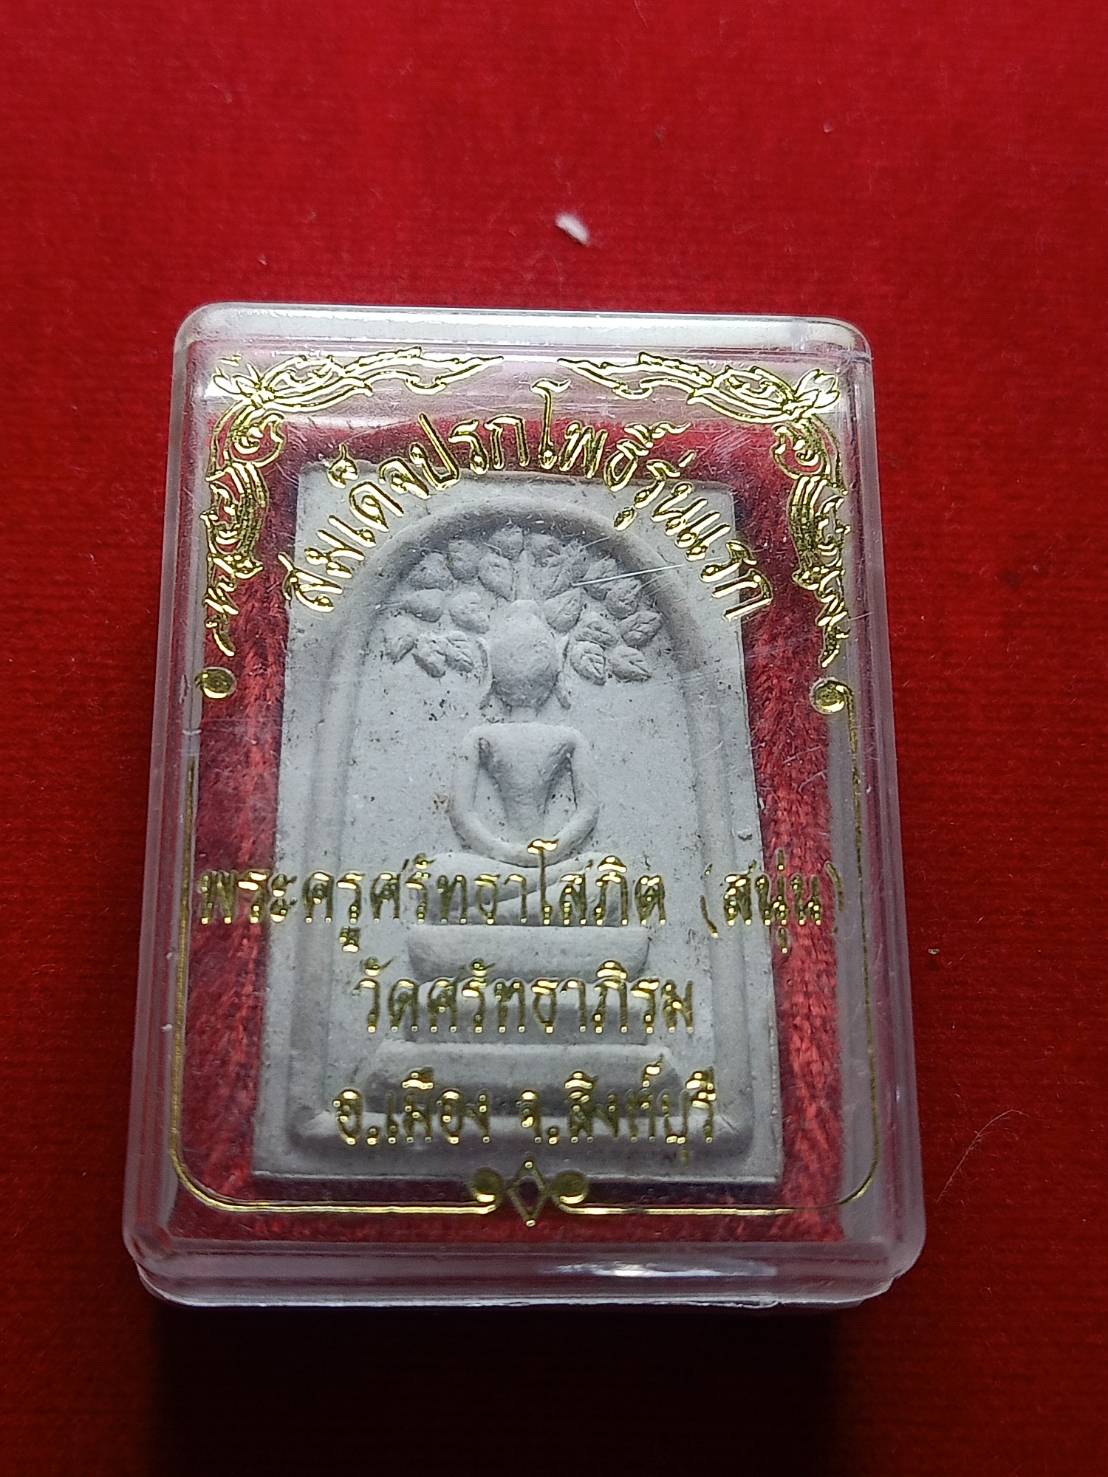 สมเด็จปรกโพธิ์รุ่นแรก
พระครูศรัทธาโสภิต (สนุ่น)
วัดศรัทธาภิรม
อ.เมือง จ.สิงห์บุรี